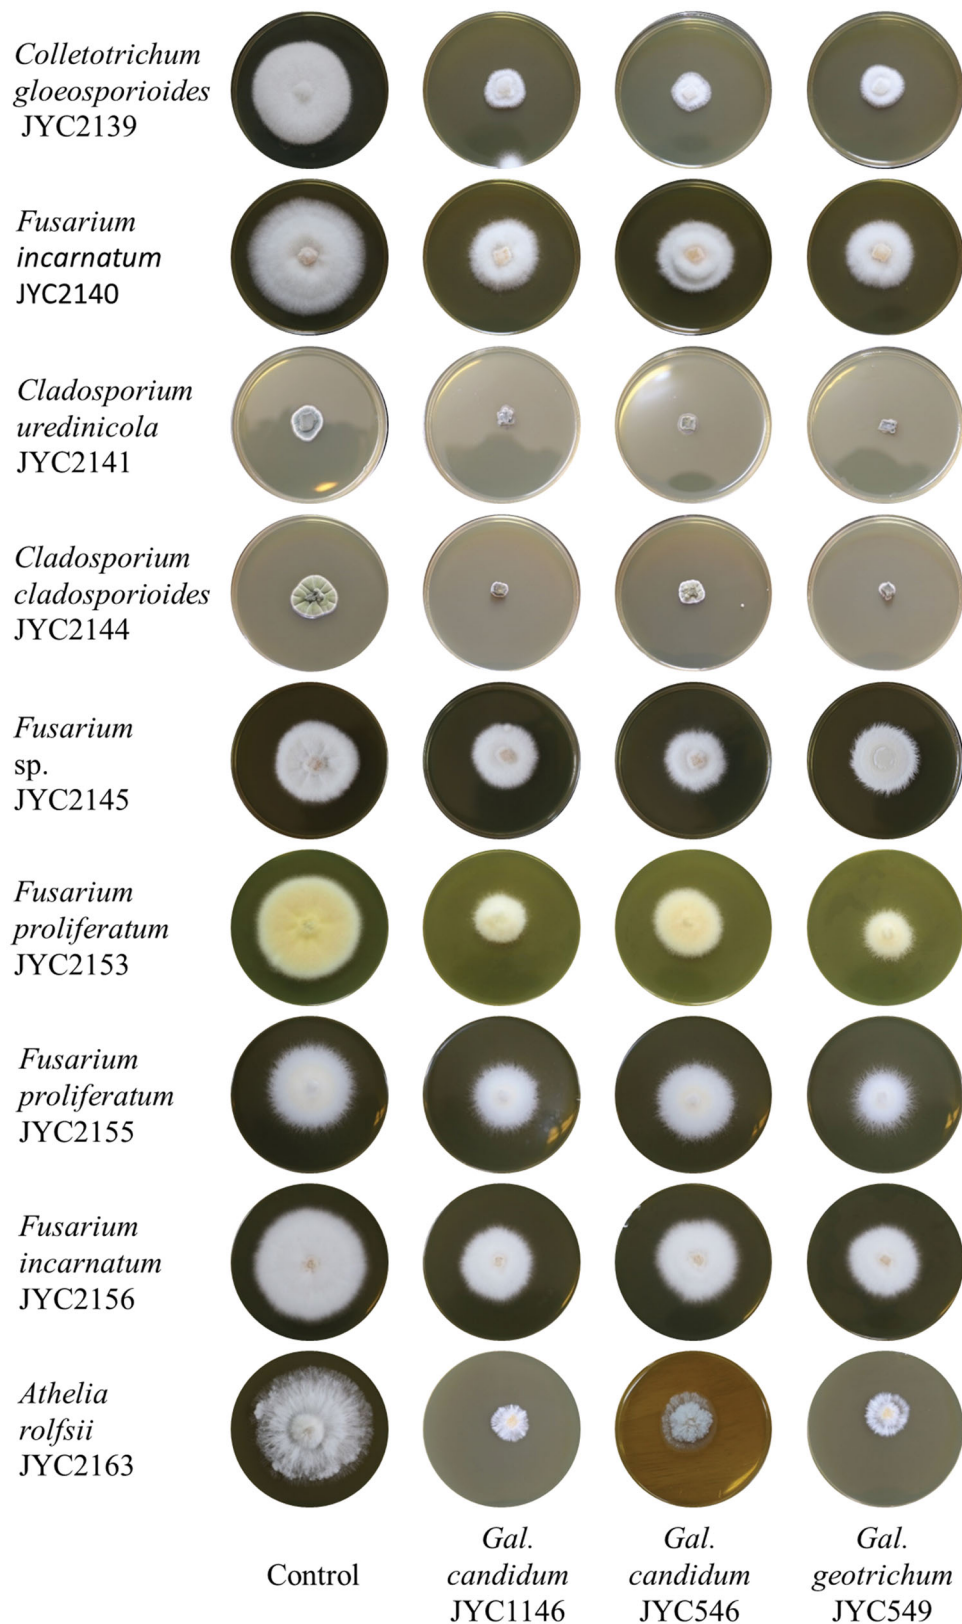 Colletotrichum
gloeosporioides
JYC2139
Fusarium
incarnatum
JYC2140
Cladosporium
uredinicola
JYC2141
Cladosporium
cladosporioides
JYC2144
Fusarium
sp.
JYC2145
Fusarium
proliferatum
JYC2153
Fusarium
proliferatum
JYC2155
Fusarium
incarnatum
JYC2156
Athelia
rolfsii
JYC2163
Control
Gal.
candidum
JYC1146
Gal.
candidum
JYC546
Gal.
geotrichum
JYC549